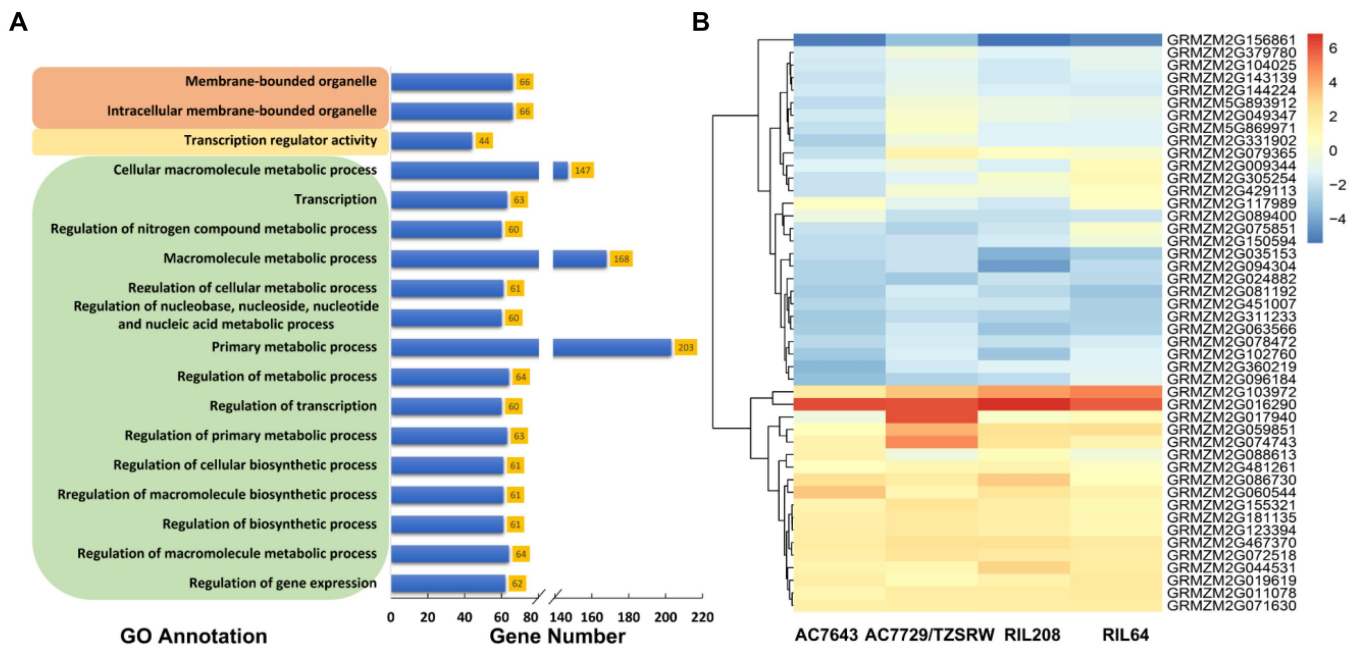 A
Membrane-bounded organelle 66
Intracellular membrane-bounded organelle 66
Transcription regulator activity 44
Cellular macromolecule metabolic process 147
Transcription 63
Regulation of nitrogen compound metabolic process 60
Macromolecule metabolic process 168
Regulation of cellular metabolic process 61
Regulation of nucleobase, nucleoside, nucleotide
and nucleic acid metabolic process 60
Primary metabolic process 203
Regulation of metabolic process 64
Regulation of transcription 60
Regulation of primary metabolic process 63
Regulation of cellular biosynthetic process 61
Rregulation of macromolecule biosynthetic process 61
Regulation of biosynthetic process 61
Regulation of macromolecule metabolic process 64
Regulation of gene expression 62
0 20 40 60 80 140 160 180 200 220
GO Annotation Gene Number
B
GRMZM2G156861
GRMZM2G379780
GRMZM2G104025
GRMZM2G143139
GRMZM2G144224
GRMZM5G893912
GRMZM2G049347
GRMZM5G869971
GRMZM2G331902
GRMZM2G079365
GRMZM2G009344
GRMZM2G305254
GRMZM2G429113
GRMZM2G117989
GRMZM2G089400
GRMZM2G075851
GRMZM2G150594
GRMZM2G035153
GRMZM2G094304
GRMZM2G024882
GRMZM2G081192
GRMZM2G451007
GRMZM2G311233
GRMZM2G063566
GRMZM2G078472
GRMZM2G102760
GRMZM2G360219
GRMZM2G096184
GRMZM2G103972
GRMZM2G016290
GRMZM2G017940
GRMZM2G059851
GRMZM2G074743
GRMZM2G088613
GRMZM2G481261
GRMZM2G086730
GRMZM2G060544
GRMZM2G155321
GRMZM2G181135
GRMZM2G123394
GRMZM2G467370
GRMZM2G072518
GRMZM2G044531
GRMZM2G019619
GRMZM2G011078
GRMZM2G071630
AC7643 AC7729/TZSRW RIL208 RIL64
6
4
2
0
−2
−4